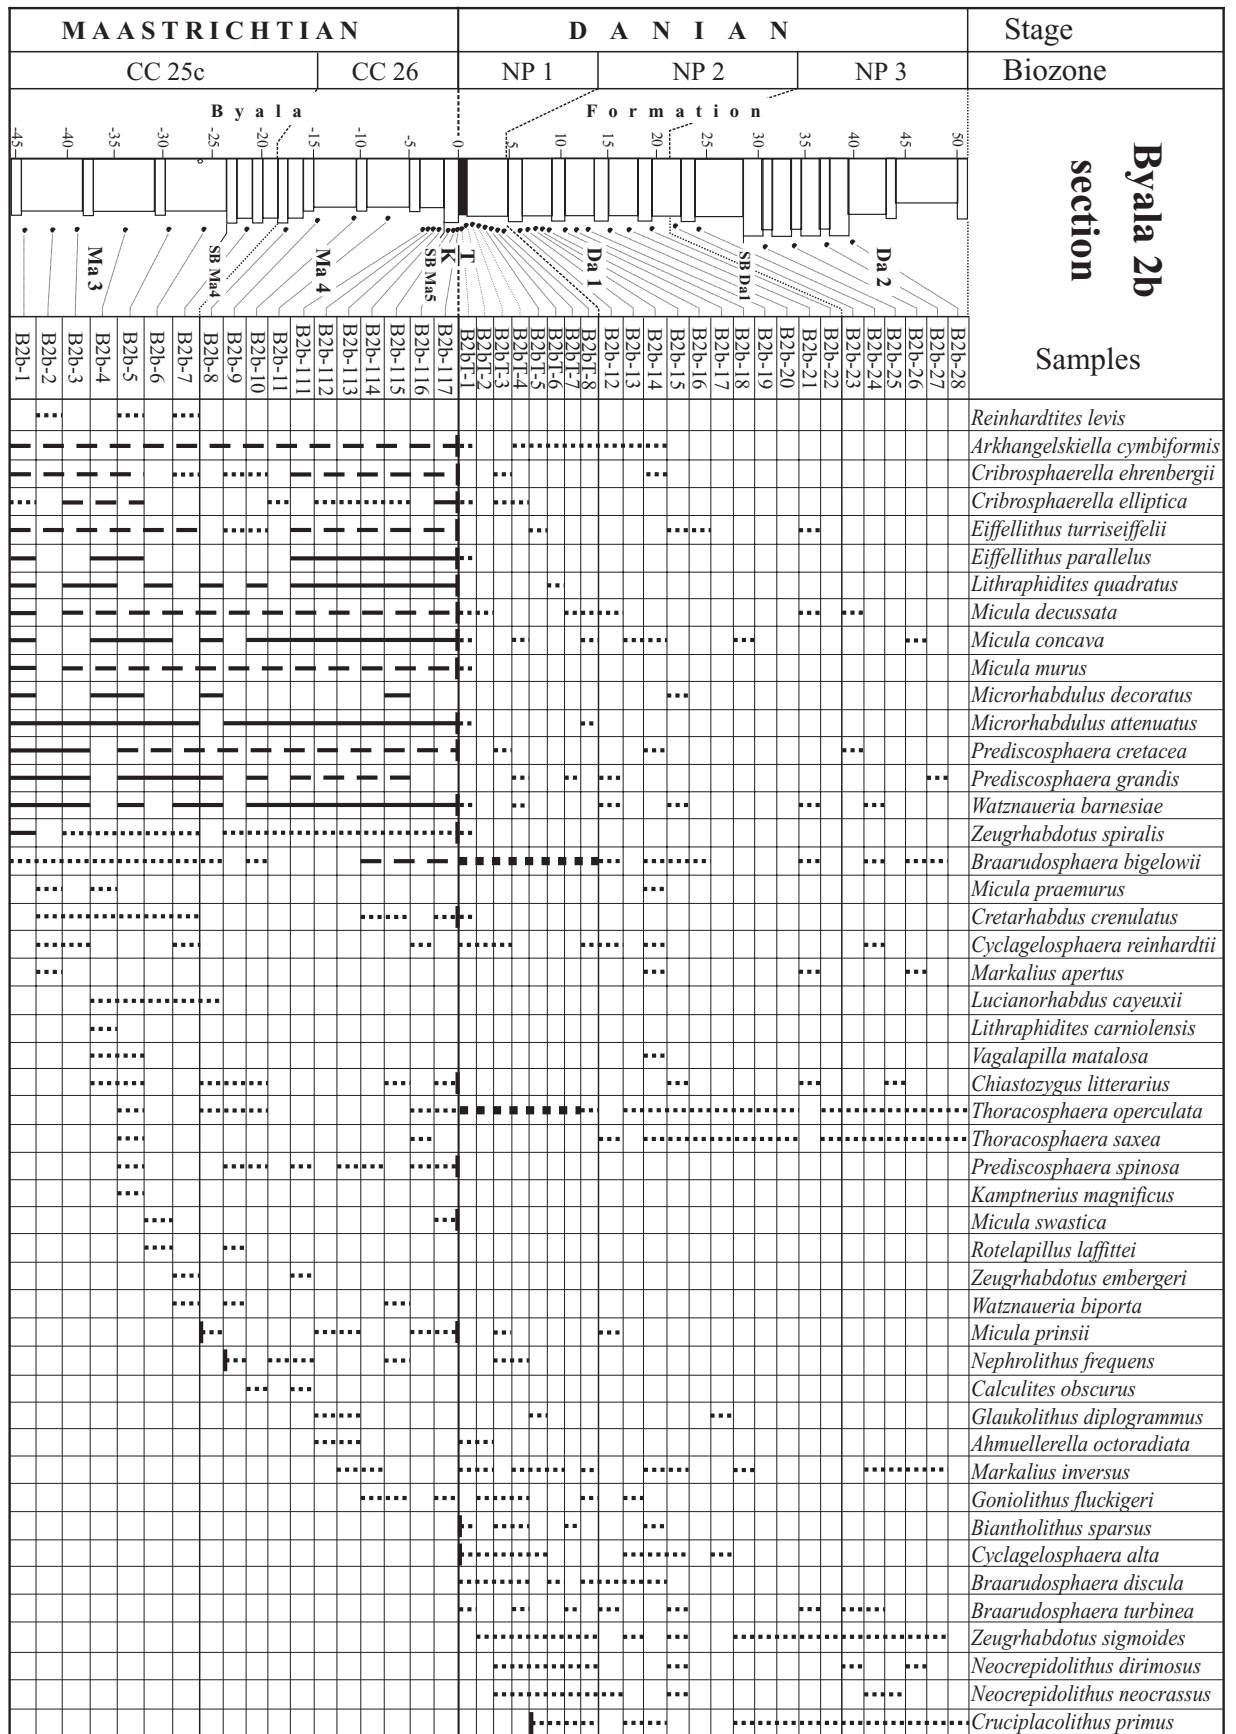 M A A S T R I C H T I A N D A N I A N Stage
CC 25c CC 26 NP 1 NP 2 NP 3 Biozone
B y a l a F o r m a t i o n
-45 -40 -35 -30 -25 -20 -15 -10 -5 0 5 10 15 20 25 30 35 40 45 50
Byala 2b
section
Ma 3 SB Ma4 Ma 4 SB Ma5 K T Da 1 SB Da1 Da 2
B2b-1 B2b-2 B2b-3 B2b-4 B2b-5 B2b-6 B2b-7 B2b-8 B2b-9 B2b-10 B2b-11 B2b-111 B2b-112 B2b-113 B2b-114 B2b-115 B2b-116 B2b-117 B2bT-1 B2bT-2 B2bT-3 B2bT-4 B2bT-5 B2bT-6 B2bT-7 B2bT-8 B2b-12 B2b-13 B2b-14 B2b-15 B2b-16 B2b-17 B2b-18 B2b-19 B2b-20 B2b-21 B2b-22 B2b-23 B2b-24 B2b-25 B2b-26 B2b-27 B2b-28 Samples
Reinhardtites levis
Arkhangelskiella cymbiformis
Cribrosphaerella ehrenbergii
Cribrosphaerella elliptica
Eiffellithus turriseiffelii
Eiffellithus parallelus
Lithraphidites quadratus
Micula decussata
Micula concava
Micula murus
Microrhabdulus decoratus
Microrhabdulus attenuatus
Prediscosphaera cretacea
Prediscosphaera grandis
Watznaueria barnesiae
Zeugrhabdotus spiralis
Braarudosphaera bigelowii
Micula praemurus
Cretarhabdus crenulatus
Cyclagelosphaera reinhardtii
Markalius apertus
Lucianorhabdus cayeuxii
Lithraphidites carniolensis
Vagalapilla matalosa
Chiastozygus litterarius
Thoracosphaera operculata
Thoracosphaera saxea
Prediscosphaera spinosa
Kamptnerius magnificus
Micula swastica
Rotelapillus laffittei
Zeugrhabdotus embergeri
Watznaueria biporta
Micula prinsii
Nephrolithus frequens
Calculites obscurus
Glaukolithus diplogrammus
Ahmuellerella octoradiata
Markalius inversus
Goniolithus fluckigeri
Biantholithus sparsus
Cyclagelosphaera alta
Braarudosphaera discula
Braarudosphaera turbinea
Zeugrhabdotus sigmoides
Neocrepidolithus dirimosus
Neocrepidolithus neocrassus
Cruciplacolithus primus